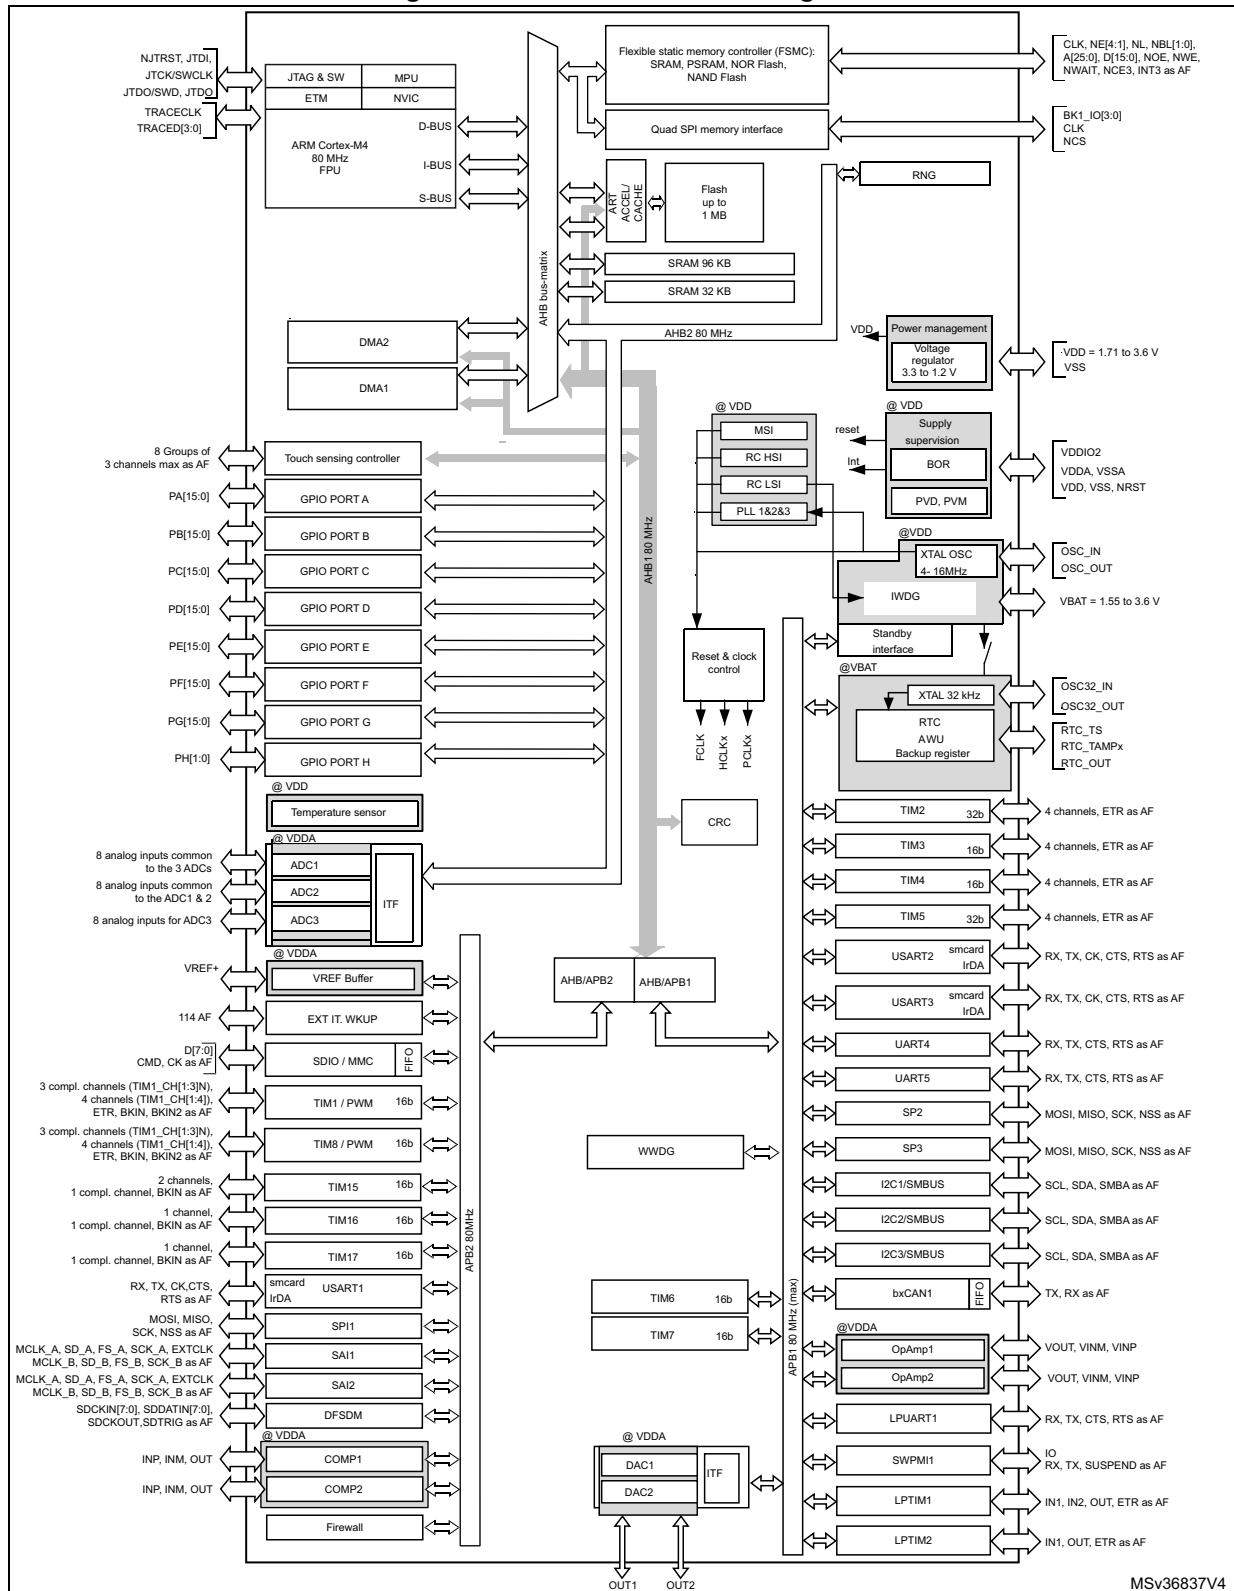 NJTRST, JTDI,
JTCK/SWCLK
JTDO/SWD, JTDO
TRACECLK
TRACED[3:0]
JTAG & SW
MPU
ETM
NVIC
ARM Cortex-M4
80 MHz
FPU
D-BUS
I-BUS
S-BUS
AHB bus-matrix
Flexible static memory controller (FSMC):
SRAM, PSRAM, NOR Flash,
NAND Flash
CLK, NE[4:1], NL, NBL[1:0],
A[25:0], D[15:0], NOE, NWE,
NWAIT, NCE3, INT3 as AF
Quad SPI memory interface
BK1_IO[3:0]
CLK
NCS
RNG
ART
ACCEL/
CACHE
Flash
up to
1 MB
SRAM 96 KB
SRAM 32 KB
AHB2 80 MHz
DMA2
DMA1
VDD
Power management
Voltage
regulator
3.3 to 1.2 V
VDD = 1.71 to 3.6 V
VSS
@ VDD
MSI
RC HSI
RC LSI
PLL 1&2&3
@ VDD
reset
Int
Supply
supervision
BOR
PVD, PVM
VDDIO2
VDDA, VSSA
VDD, VSS, NRST
@VDD
XTAL OSC
4- 16MHz
IWDG
OSC_IN
OSC_OUT
VBAT = 1.55 to 3.6 V
Standby
interface
@VBAT
XTAL 32 kHz
RTC
AWU
Backup register
OSC32_IN
OSC32_OUT
RTC_TS
RTC_TAMPx
RTC_OUT
Reset & clock
control
FCLK
HCLKx
PCLKx
AHB1 80 MHz
CRC
8 Groups of
3 channels max as AF
Touch sensing controller
PA[15:0]
GPIO PORT A
PB[15:0]
GPIO PORT B
PC[15:0]
GPIO PORT C
PD[15:0]
GPIO PORT D
PE[15:0]
GPIO PORT E
PF[15:0]
GPIO PORT F
PG[15:0]
GPIO PORT G
PH[1:0]
GPIO PORT H
@ VDD
Temperature sensor
@ VDDA
8 analog inputs common
to the 3 ADCs
8 analog inputs common
to the ADC1 & 2
8 analog inputs for ADC3
ADC1
ADC2
ADC3
ITF
@ VDDA
VREF+
VREF Buffer
AHB/APB2
AHB/APB1
114 AF
EXT IT. WKUP
D[7:0]
CMD, CK as AF
SDIO / MMC
FIFO
3 compl. channels (TIM1_CH[1:3]N),
4 channels (TIM1_CH[1:4]),
ETR, BKIN, BKIN2 as AF
TIM1 / PWM
16b
3 compl. channels (TIM1_CH[1:3]N),
4 channels (TIM1_CH[1:4]),
ETR, BKIN, BKIN2 as AF
TIM8 / PWM
16b
2 channels,
1 compl. channel, BKIN as AF
TIM15
16b
1 channel,
1 compl. channel, BKIN as AF
TIM16
16b
1 channel,
1 compl. channel, BKIN as AF
TIM17
16b
RX, TX, CK,CTS,
RTS as AF
smcard
IrDA
USART1
MOSI, MISO,
SCK, NSS as AF
SPI1
MCLK_A, SD_A, FS_A, SCK_A, EXTCLK
MCLK_B, SD_B, FS_B, SCK_B as AF
SAI1
MCLK_A, SD_A, FS_A, SCK_A, EXTCLK
MCLK_B, SD_B, FS_B, SCK_B as AF
SAI2
SDCKIN[7:0], SDDATIN[7:0],
SDCKOUT,SDTRIG as AF
DFSDM
@ VDDA
INP, INM, OUT
COMP1
INP, INM, OUT
COMP2
Firewall
APB2 80MHz
WWDG
TIM6
16b
TIM7
16b
@ VDDA
DAC1
DAC2
ITF
OUT1
OUT2
APB1 80 MHz (max)
TIM2
32b
4 channels, ETR as AF
TIM3
16b
4 channels, ETR as AF
TIM4
16b
4 channels, ETR as AF
TIM5
32b
4 channels, ETR as AF
USART2
smcard
IrDA
RX, TX, CK, CTS, RTS as AF
USART3
smcard
IrDA
RX, TX, CK, CTS, RTS as AF
UART4
RX, TX, CTS, RTS as AF
UART5
RX, TX, CTS, RTS as AF
SP2
MOSI, MISO, SCK, NSS as AF
SP3
MOSI, MISO, SCK, NSS as AF
I2C1/SMBUS
SCL, SDA, SMBA as AF
I2C2/SMBUS
SCL, SDA, SMBA as AF
I2C3/SMBUS
SCL, SDA, SMBA as AF
bxCAN1
FIFO
TX, RX as AF
@VDDA
OpAmp1
VOUT, VINM, VINP
OpAmp2
VOUT, VINM, VINP
LPUART1
RX, TX, CTS, RTS as AF
SWPMI1
IO
RX, TX, SUSPEND as AF
LPTIM1
IN1, IN2, OUT, ETR as AF
LPTIM2
IN1, OUT, ETR as AF
MSv36837V4